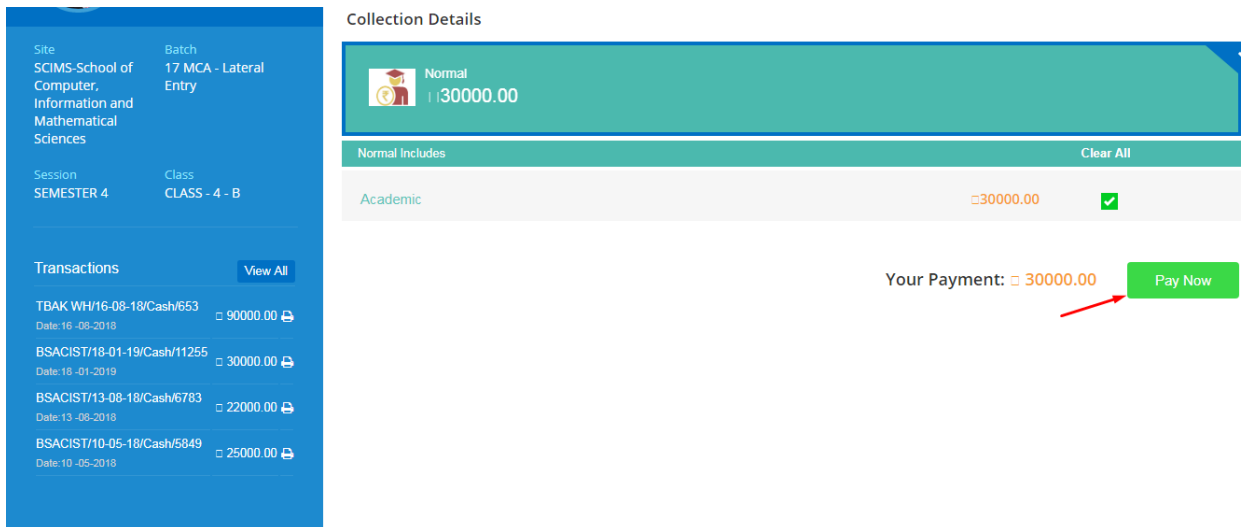 Collection Details
Site
SCIMS-School of
Computer,
Information and
Mathematical
Sciences
Batch
17 MCA - Lateral
Entry
Session
SEMESTER 4
Class
CLASS - 4 - B
Transactions
View All
TBAK WH/16-08-18/Cash/653
Date:16 -08-2018
□ 90000.00
BSACIST/18-01-19/Cash/11255
Date:18 -01-2019
□ 30000.00
BSACIST/13-08-18/Cash/6783
Date:13 -08-2018
□ 22000.00
BSACIST/10-05-18/Cash/5849
Date:10 -05-2018
□ 25000.00
Normal
□ □30000.00
Normal Includes
Clear All
Academic
□30000.00
Your Payment: □ 30000.00
Pay Now